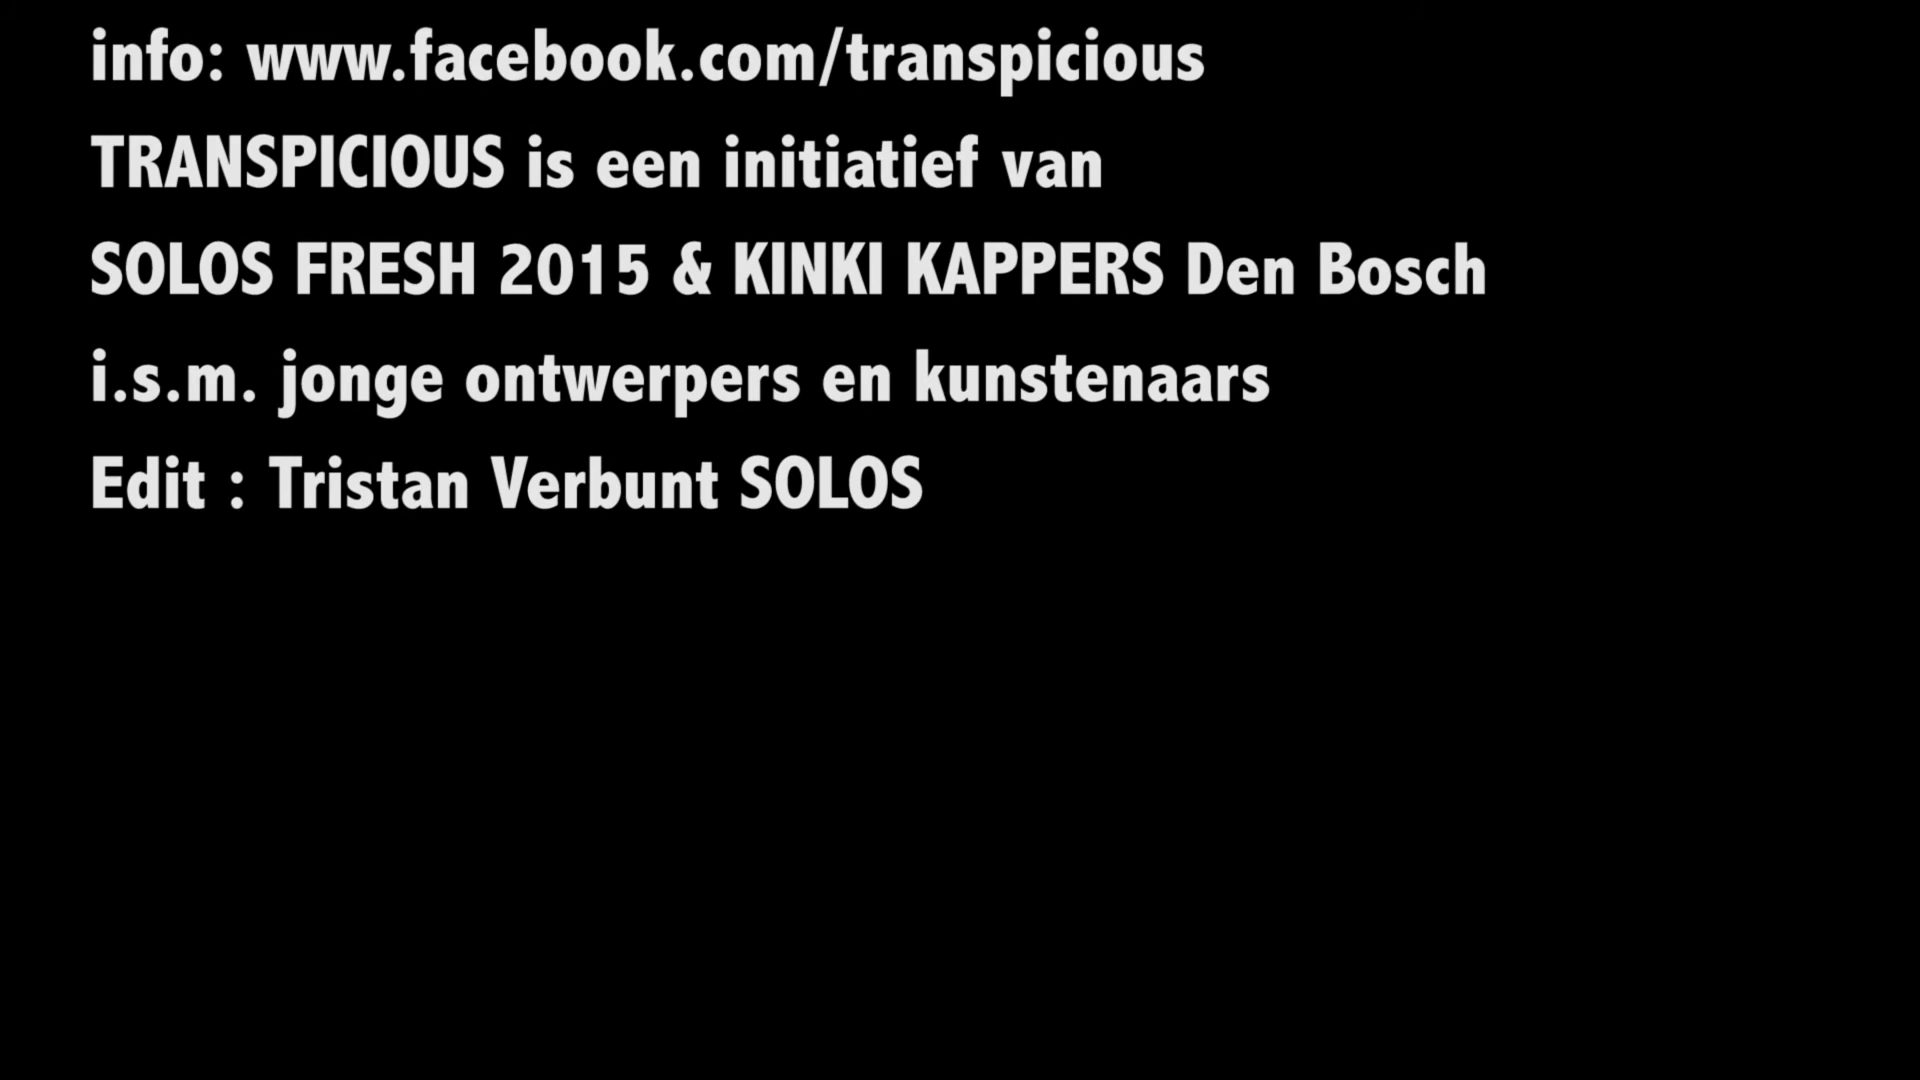 info: www.facebook.com/transpicious
TRANSPICIOUS is een initiatief van
SOLOS FRESH 2015 & KINKI KAPPERS Den Bosch
i.s.m. jonge ontwerpers en kunstenaars
Edit : Tristan Verbunt SOLOS